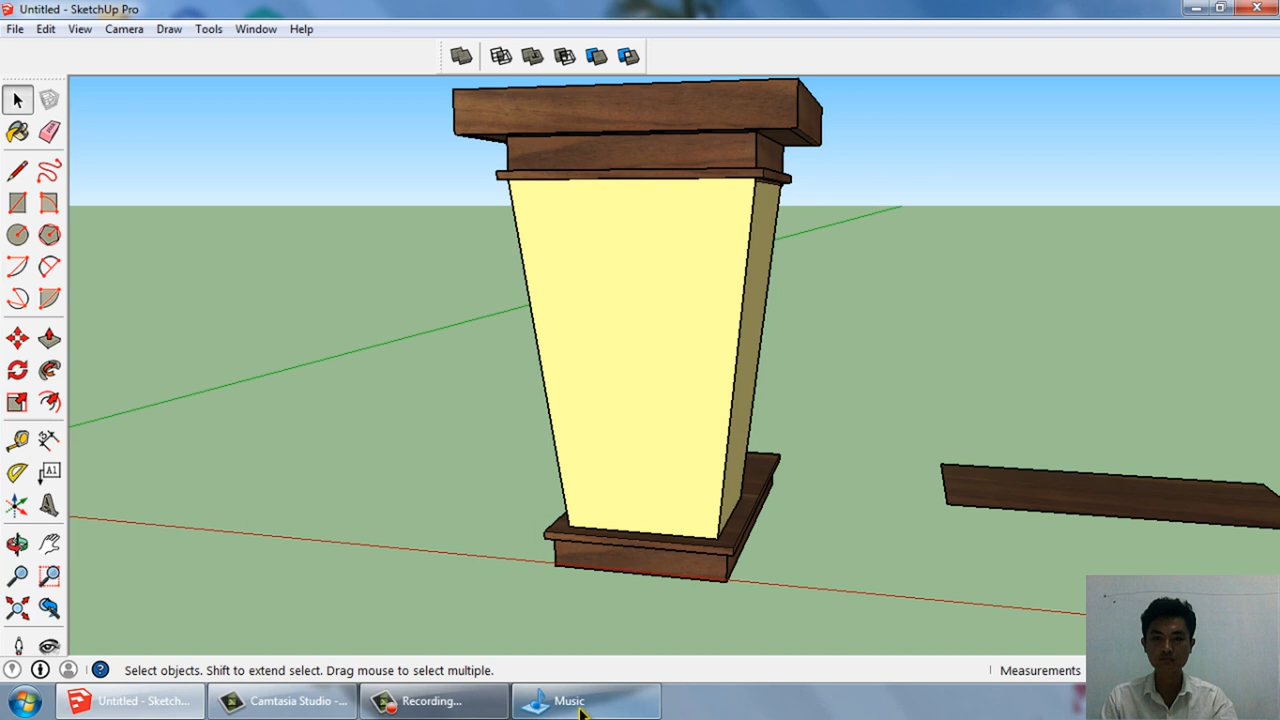 Untitled - SketchUp Pro
File Edit View Camera Draw Tools Window Help
A1
Select objects. Shift to extend select. Drag mouse to select multiple.
Measurements
Untitled - Sketch...
Camtasia Studio -...
Recording...
Music